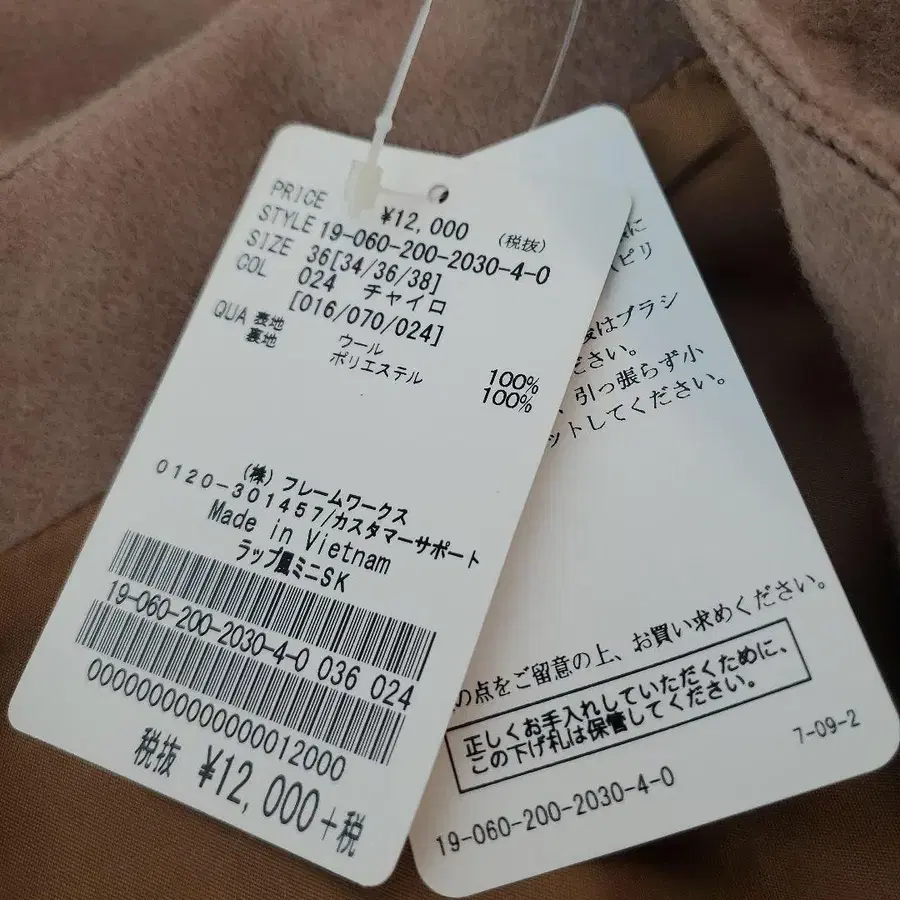 PRICE ¥12,000 (税抜)
STYLE 19-060-200-2030-4-0
SIZE 36[34/36/38]
COL 024 チャイロ
[016/070/024]
QUA 表地 ウール 100%
裏地 ポリエステル 100%
(株) フレームワークス
0120-301457/カスタマーサポート
Made in Vietnam
ラップ風ミニSK
19-060-200-2030-4-0 036 024
0000000000000012000
税抜 ¥12,000+税
に
ピリ
後はブラシ
ださい。
、引っ張らず小
ットしてください。
の点をご留意の上、お買い求めください。
正しくお手入れしていただくために、
この下げ札は保管してください。
7-09-2
19-060-200-2030-4-0